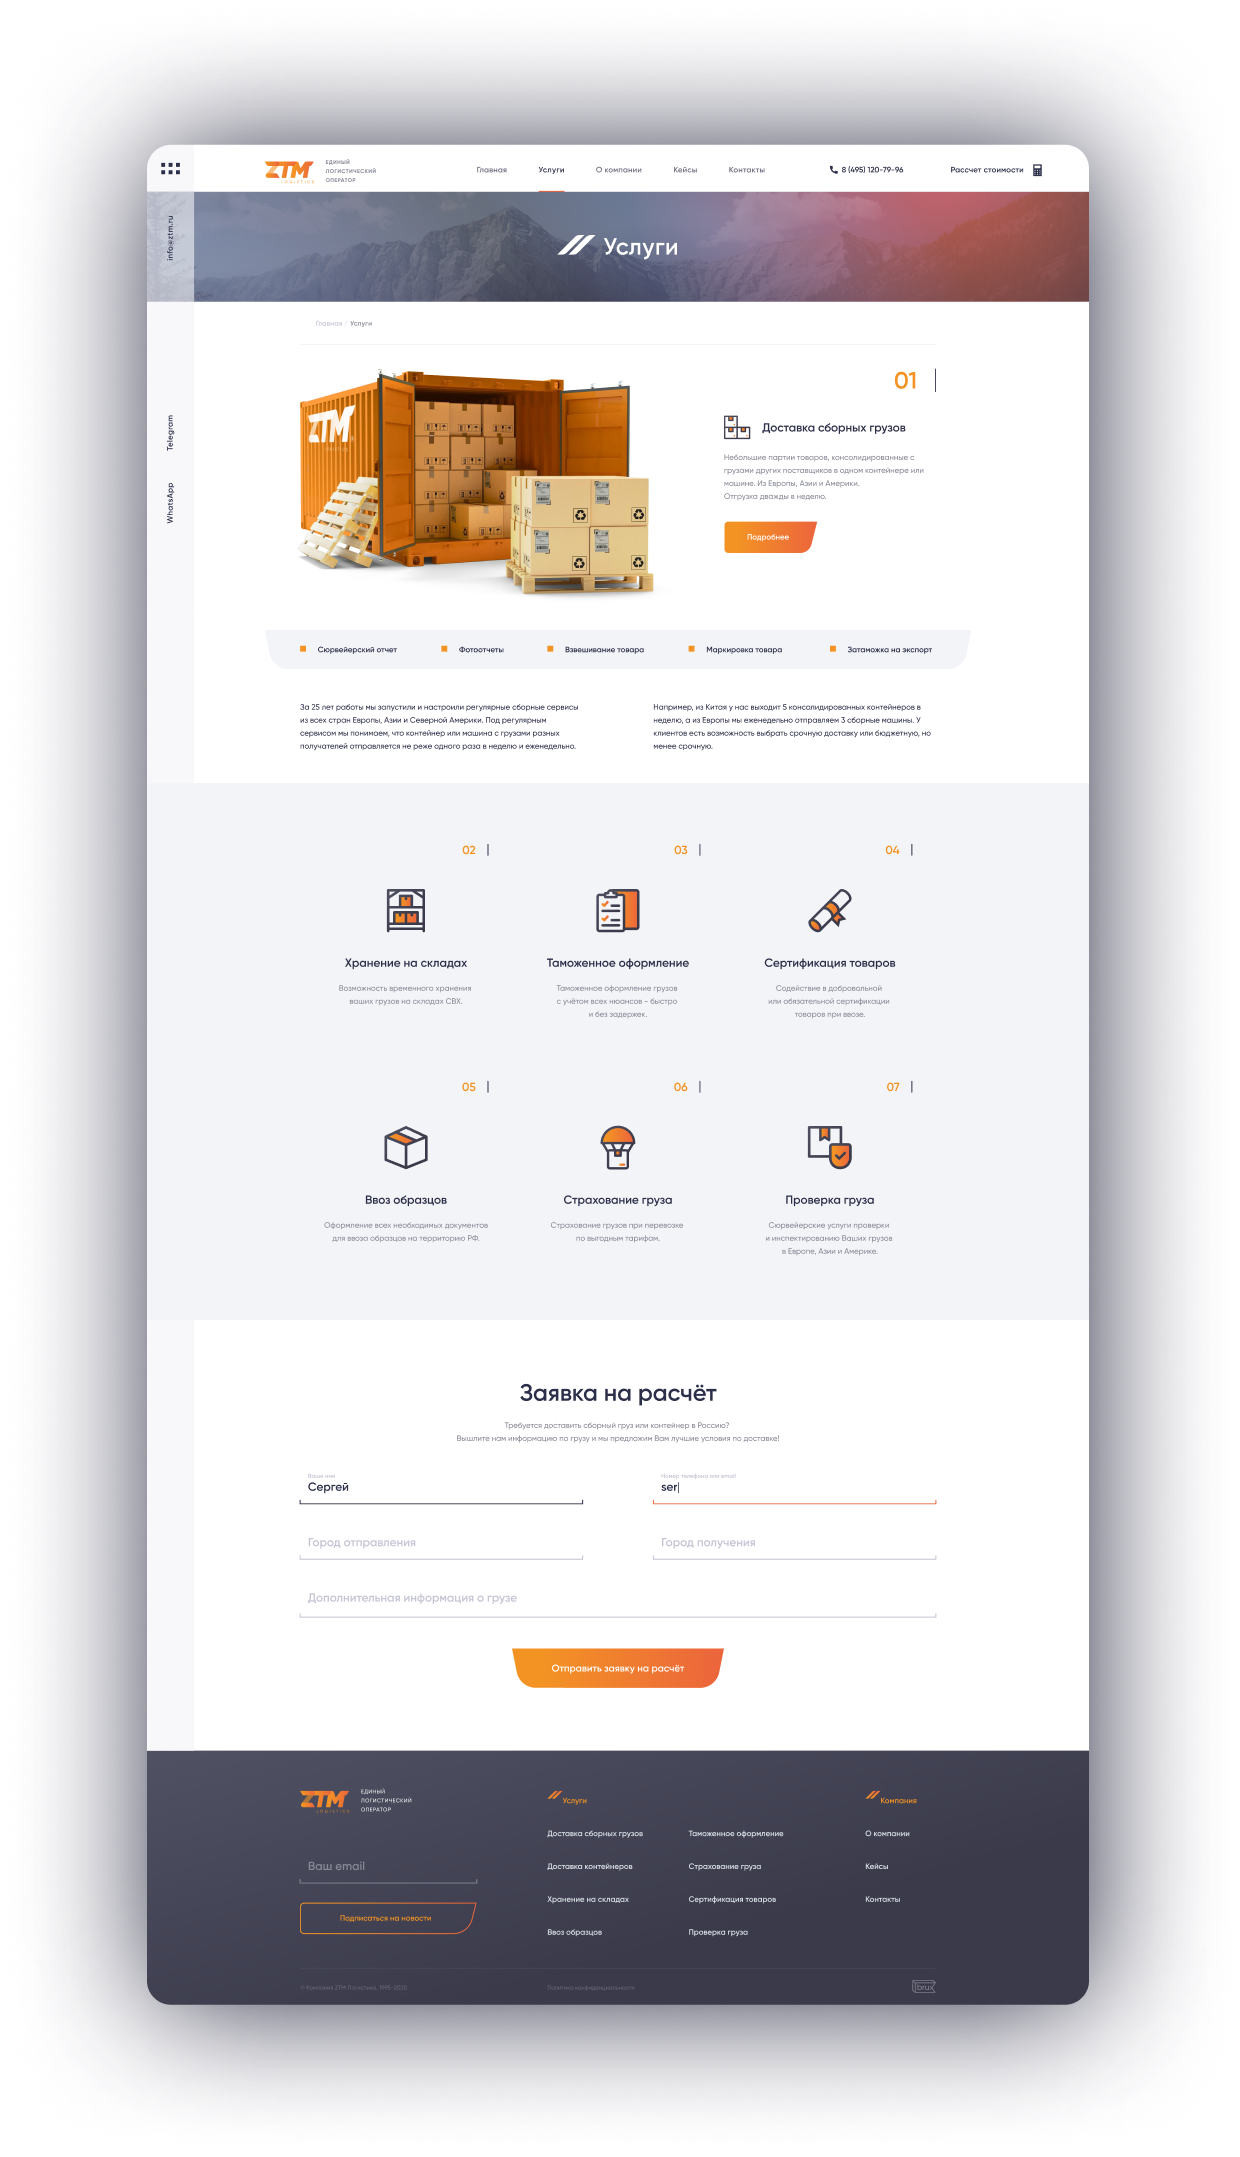 ZTM
LOGISTICS
ЕДИНЫЙ
ЛОГИСТИЧЕСКИЙ
ОПЕРАТОР
Главная
Услуги
О компании
Кейсы
Контакты
8 (495) 120-79-96
Рассчет стоимости
info@ztm.ru
Услуги
Главная / Услуги
Telegram
WhatsApp
ZTM
01
Доставка сборных грузов
Небольшие партии товаров, консолидированные с
грузами других поставщиков в одном контейнере или
машине. Из Европы, Азии и Америки.
Отгрузка дважды в неделю.
Подробнее
Сюрвейерский отчет
Фотоотчеты
Взвешивание товара
Маркировка товара
Затаможка на экспорт
За 25 лет работы мы запустили и настроили регулярные сборные сервисы
из всех стран Европы, Азии и Северной Америки. Под регулярным
сервисом мы понимаем, что контейнер или машина с грузами разных
получателей отправляется не реже одного раза в неделю и еженедельно.
Например, из Китая у нас выходит 5 консолидированных контейнеров в
неделю, а из Европы мы еженедельно отправляем 3 сборные машины. У
клиентов есть возможность выбрать срочную доставку или бюджетную, но
менее срочную.
02
Хранение на складах
Возможность временного хранения
ваших грузов на складах СВХ.
03
Таможенное оформление
Таможенное оформление грузов
с учётом всех нюансов - быстро
и без задержек.
04
Сертификация товаров
Содействие в добровольной
или обязательной сертификации
товаров при ввозе.
05
Ввоз образцов
Оформление всех необходимых документов
для ввоза образцов на территорию РФ.
06
Страхование груза
Страхование грузов при перевозке
по выгодным тарифам.
07
Проверка груза
Сюрвейерские услуги проверки
и инспектированию Ваших грузов
в Европе, Азии и Америке.
Заявка на расчёт
Требуется доставить сборный груз или контейнер в Россию?
Вышлите нам информацию по грузу и мы предложим Вам лучшие условия по доставке!
Ваше имя
Сергей
Номер телефона или email
ser
Город отправления
Город получения
Дополнительная информация о грузе
Отправить заявку на расчёт
ZTM
LOGISTICS
ЕДИНЫЙ
ЛОГИСТИЧЕСКИЙ
ОПЕРАТОР
Ваш email
Подписаться на новости
Услуги
Доставка сборных грузов
Доставка контейнеров
Хранение на складах
Ввоз образцов
Таможенное оформление
Страхование груза
Сертификация товаров
Проверка груза
Компания
О компании
Кейсы
Контакты
© Компания ZTM Логистика, 1995-2020
Политика конфиденциальности
brux